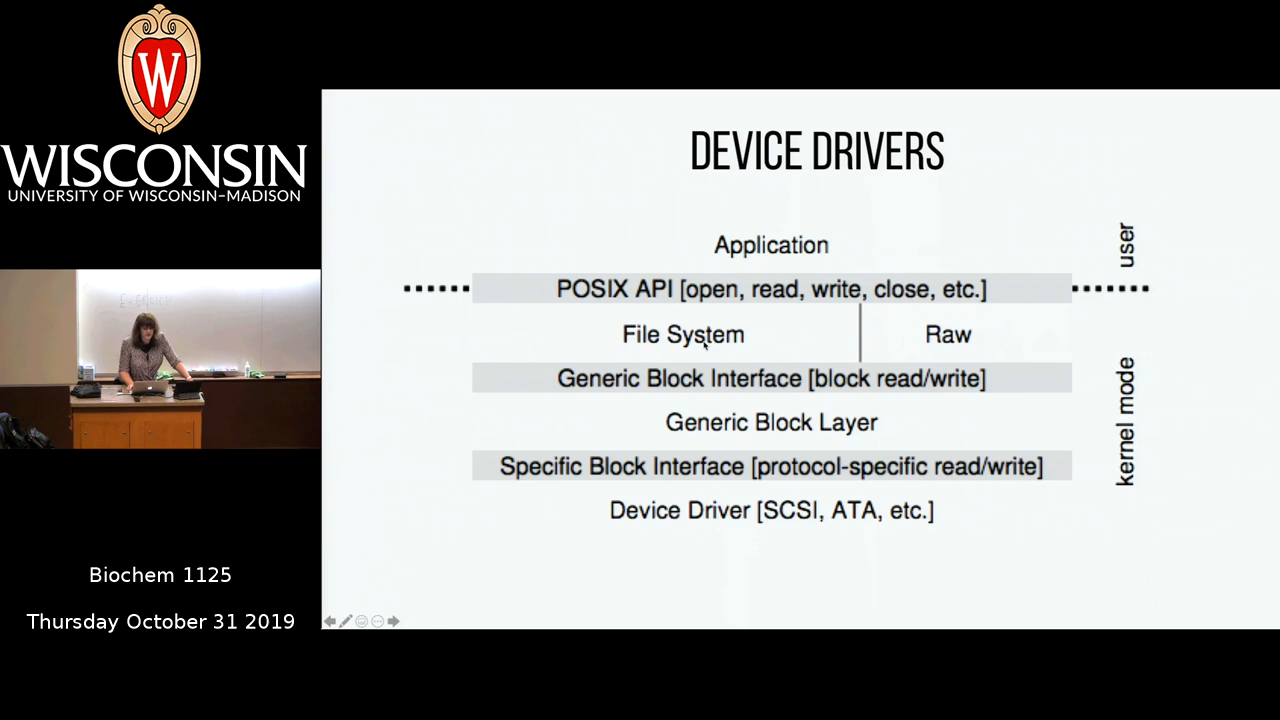 W
WISCONSIN
UNIVERSITY OF WISCONSIN–MADISON
Biochem 1125
Thursday October 31 2019
DEVICE DRIVERS
Application
user
POSIX API [open, read, write, close, etc.]
File System
Raw
Generic Block Interface [block read/write]
Generic Block Layer
kernel mode
Specific Block Interface [protocol-specific read/write]
Device Driver [SCSI, ATA, etc.]